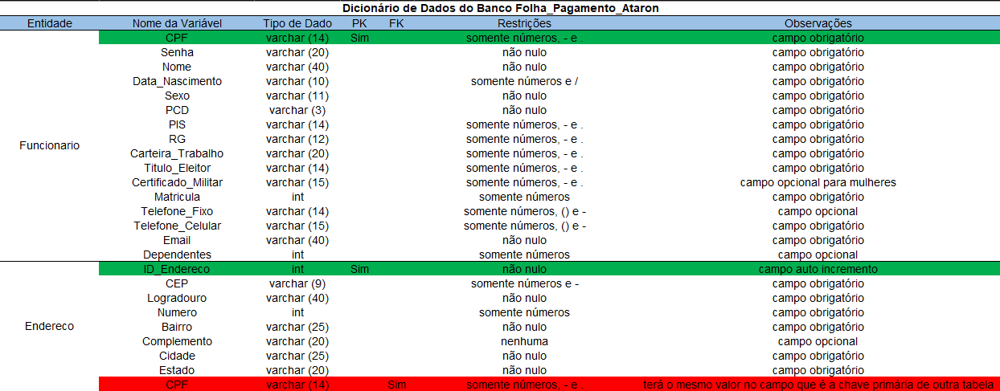 Dicionário de Dados do Banco Folha_Pagamento_Ataron
Entidade Nome da Variável Tipo de Dado PK FK Restrições Observações
CPF varchar (14) Sim somente números, - e . campo obrigatório
Senha varchar (20) não nulo campo obrigatório
Nome varchar (40) não nulo campo obrigatório
Data_Nascimento varchar (10) somente números e / campo obrigatório
Sexo varchar (11) não nulo campo obrigatório
PCD varchar (3) não nulo campo obrigatório
PIS varchar (14) somente números, - e . campo obrigatório
RG varchar (12) somente números, - e . campo obrigatório
Funcionario
Carteira_Trabalho varchar (20) somente números, - e . campo obrigatório
Titulo_Eleitor varchar (14) somente números, - e . campo obrigatório
Certificado_Militar varchar (15) somente números, - e . campo opcional para mulheres
Matricula int somente números campo obrigatório
Telefone_Fixo varchar (14) somente números, () e - campo opcional
Telefone_Celular varchar (15) somente números, () e - campo obrigatório
Email varchar (40) não nulo campo obrigatório
Dependentes int somente números campo opcional
ID_Endereco int Sim não nulo campo auto incremento
CEP varchar (9) somente números e - campo obrigatório
Logradouro varchar (40) não nulo campo obrigatório
Numero int somente números campo obrigatório
Endereco Bairro varchar (25) não nulo campo obrigatório
Complemento varchar (20) nenhuma campo opcional
Cidade varchar (25) não nulo campo obrigatório
Estado varchar (20) não nulo campo obrigatório
CPF varchar (14) Sim somente números, - e . terá o mesmo valor no campo que é a chave primária de outra tabela